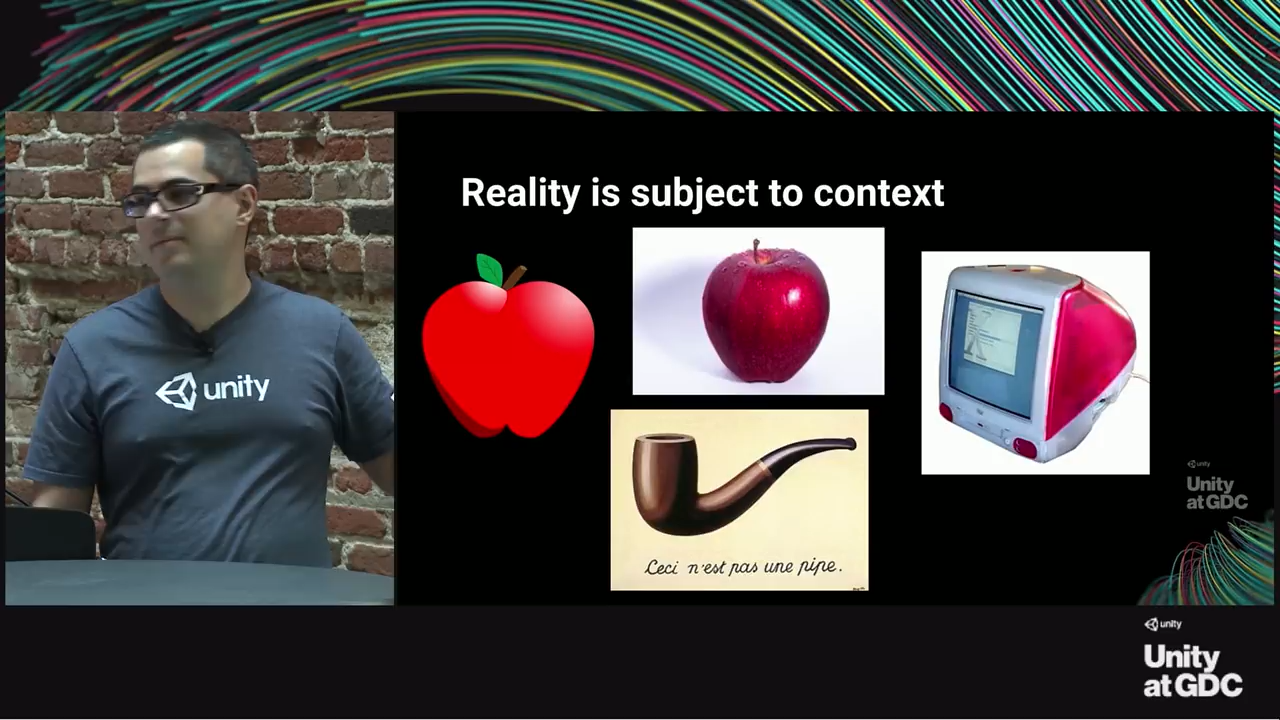 Reality is subject to context
unity
Ceci n'est pas une pipe.
unity
Unity
at GDC
unity
Unity
at GDC